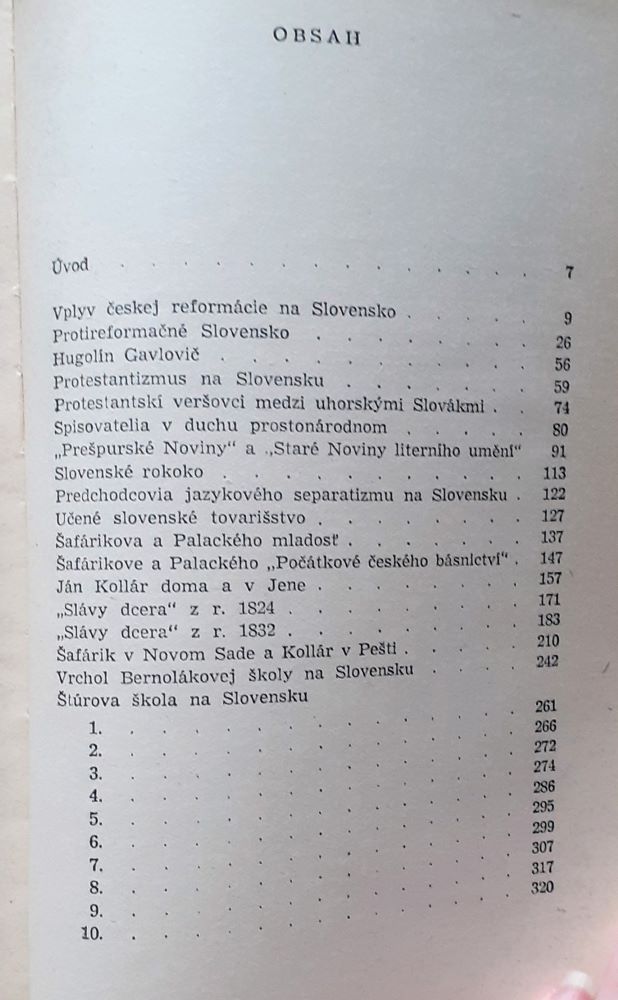 OBSAH
Úvod . . . . . . . . . . . . . . 7
Vplyv českej reformácie na Slovensko . . . . . 9
Protireformačné Slovensko . . . . . . . . 26
Hugolín Gavlovič . . . . . . . . . . . 56
Protestantizmus na Slovensku . . . . . . . 59
Protestantskí veršovci medzi uhorskými Slovákmi . . 74
Spisovatelia v duchu prostonárodnom . . . . . 80
„Prešpurské Noviny“ a „Staré Noviny literního umění“ 91
Slovenské rokoko . . . . . . . . . . . 113
Predchodcovia jazykového separatizmu na Slovensku . 122
Učené slovenské tovarišstvo . . . . . . . 127
Šafárikova a Palackého mladosť . . . . . . 137
Šafárikove a Palackého „Počátkové českého básnictví“ . 147
Ján Kollár doma a v Jene . . . . . . . . 157
„Slávy dcera“ z r. 1824 . . . . . . . . 171
„Slávy dcera“ z r. 1832 . . . . . . . . 183
Šafárik v Novom Sade a Kollár v Pešti . . . . . 210
Vrchol Bernolákovej školy na Slovensku . . . . 242
Štúrova škola na Slovensku
1. . . . . . . . . . . . . . 261
2. . . . . . . . . . . . . . 266
3. . . . . . . . . . . . . . 272
4. . . . . . . . . . . . . . 274
5. . . . . . . . . . . . . . 286
6. . . . . . . . . . . . . . 295
7. . . . . . . . . . . . . . 299
8. . . . . . . . . . . . . . 307
9. . . . . . . . . . . . . . 317
10. . . . . . . . . . . . . . 320